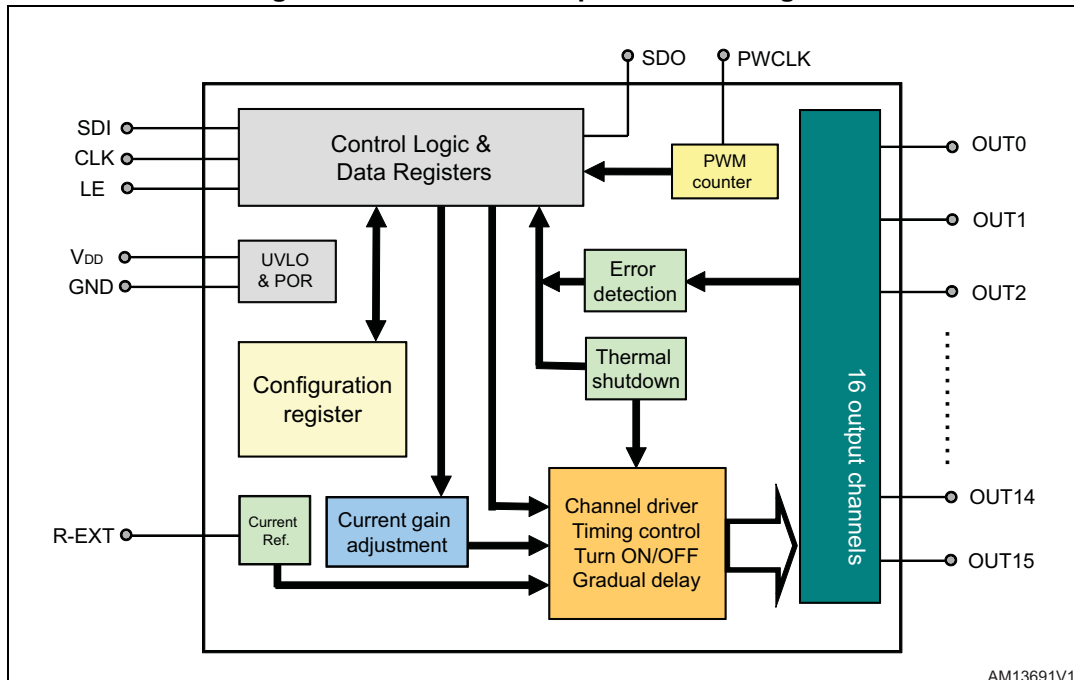 SDO
PWCLK
SDI
CLK
LE
Control Logic &
Data Registers
PWM
counter
OUT0
OUT1
VDD
GND
UVLO
& POR
Error
detection
OUT2
Thermal
shutdown
Configuration
register
16 output channels
R-EXT
Current
Ref.
Current gain
adjustment
Channel driver
Timing control
Turn ON/OFF
Gradual delay
OUT14
OUT15
AM13691V1